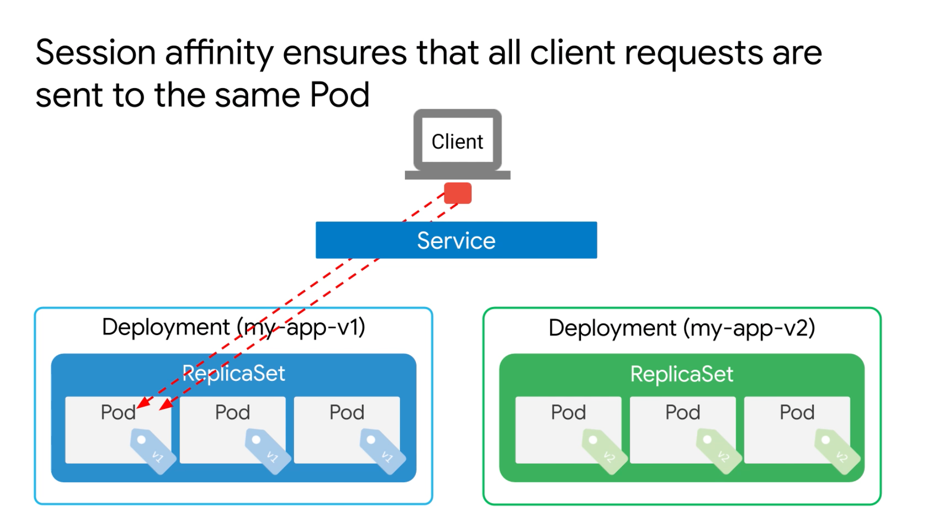 Session affinity ensures that all client requests are
sent to the same Pod
Client
Service
Deployment (my-app-v1)
ReplicaSet
Pod
v1
Pod
v1
Pod
v1
Deployment (my-app-v2)
ReplicaSet
Pod
v2
Pod
v2
Pod
v2